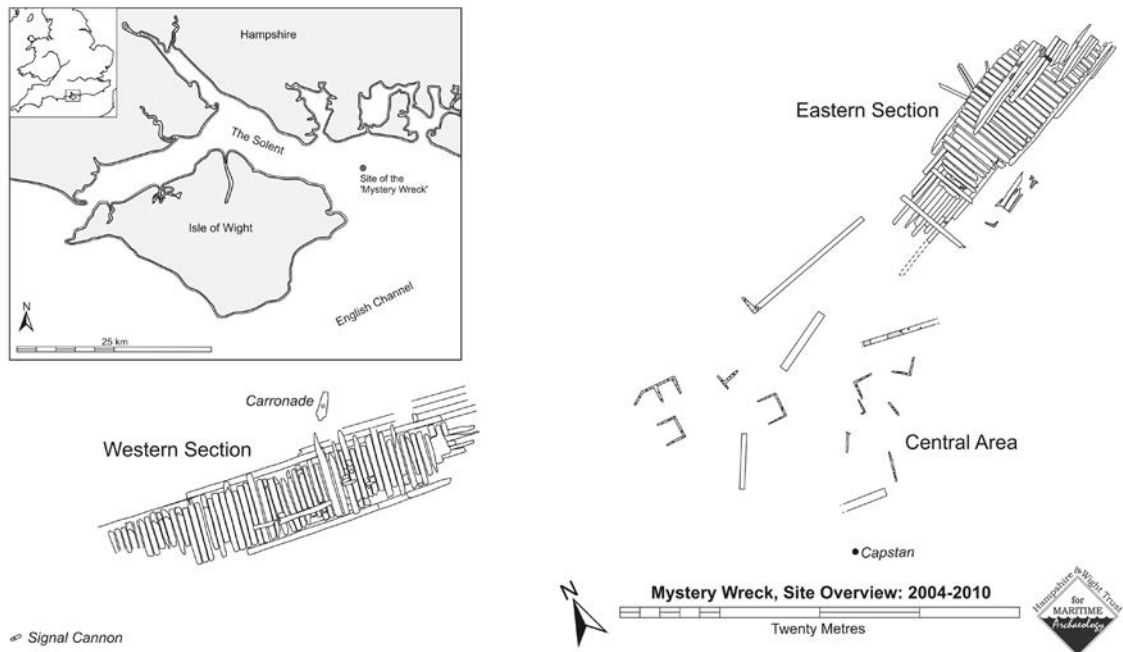 Hampshire
The Solent
Site of the
'Mystery Wreck'
Isle of Wight
N
English Channel
25 km
Carronade
Western Section
Signal Cannon
Eastern Section
Central Area
Capstan
N
Mystery Wreck, Site Overview: 2004-2010
Twenty Metres
Hampshire & Wight Trust
for
MARITIME
Archaeology